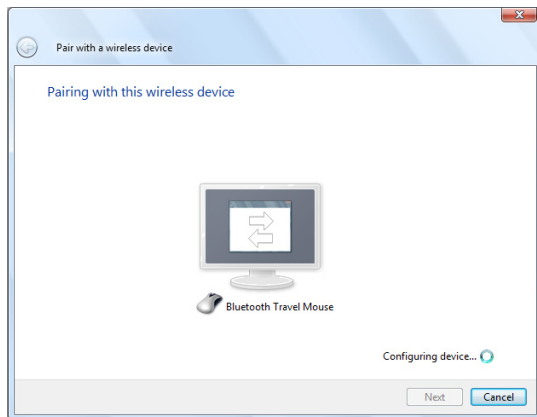 Pair with a wireless device
Pairing with this wireless device
Bluetooth Travel Mouse
Configuring device...
Next Cancel